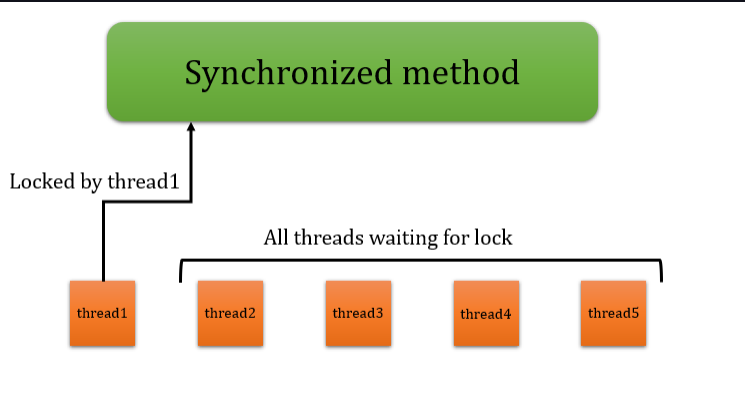 Synchronized method
Locked by thread1
All threads waiting for lock
thread1
thread2
thread3
thread4
thread5